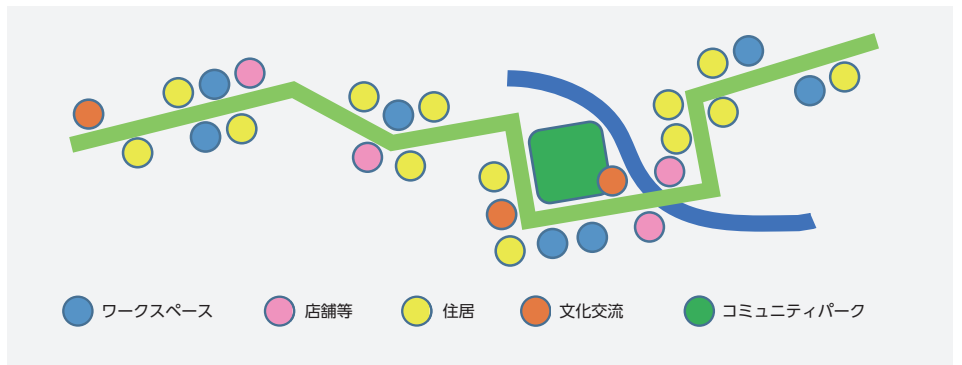 ワークスペース
店舗等
住居
文化交流
コミュニティパーク